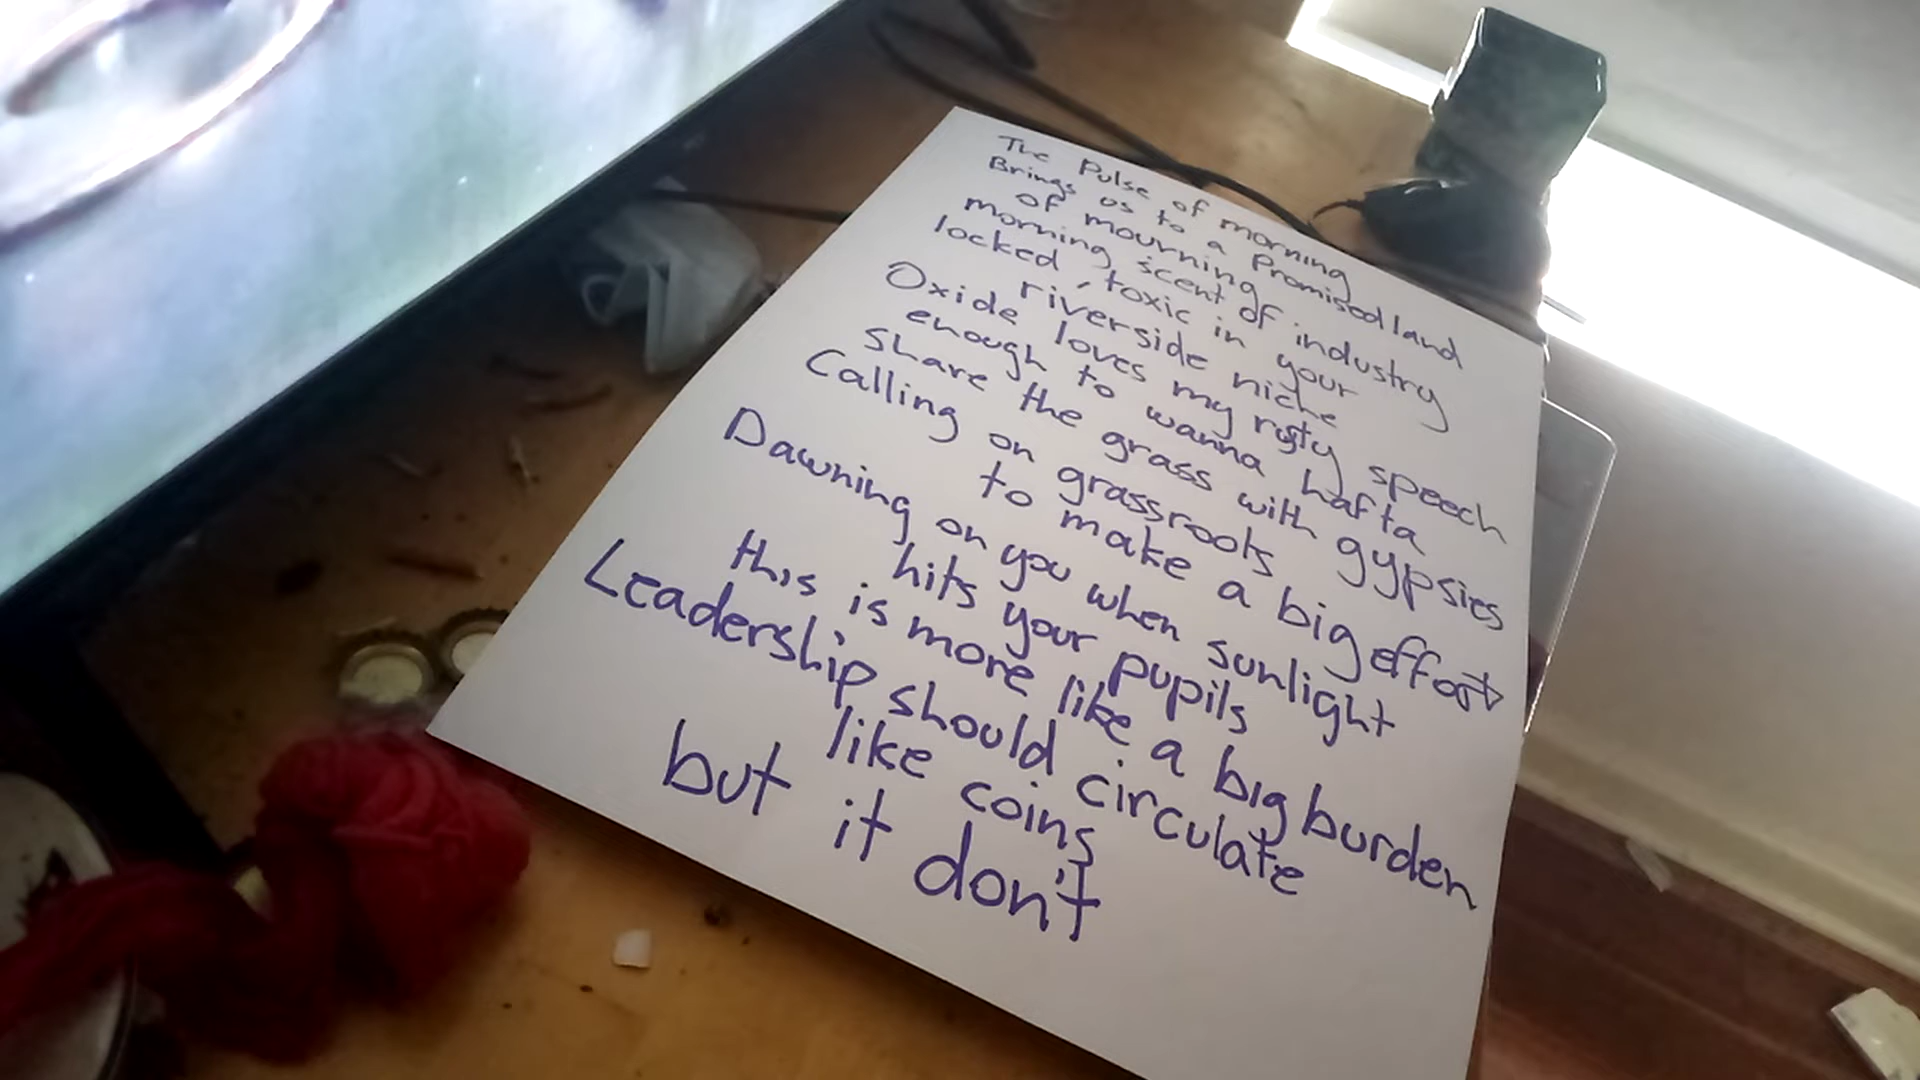 The Pulse of morning
Brings us to a Promised land
of mourning
morning scent of industry
locked, toxic in your
riverside niche
Oxide loves my rusty speech
enough to wanna hafta
share the grass with gypsies
Calling on grassroots
to make a big effort
Dawning on you when sunlight
hits your pupils
this is more like a big burden
Leadership should circulate
like coins
but it don't